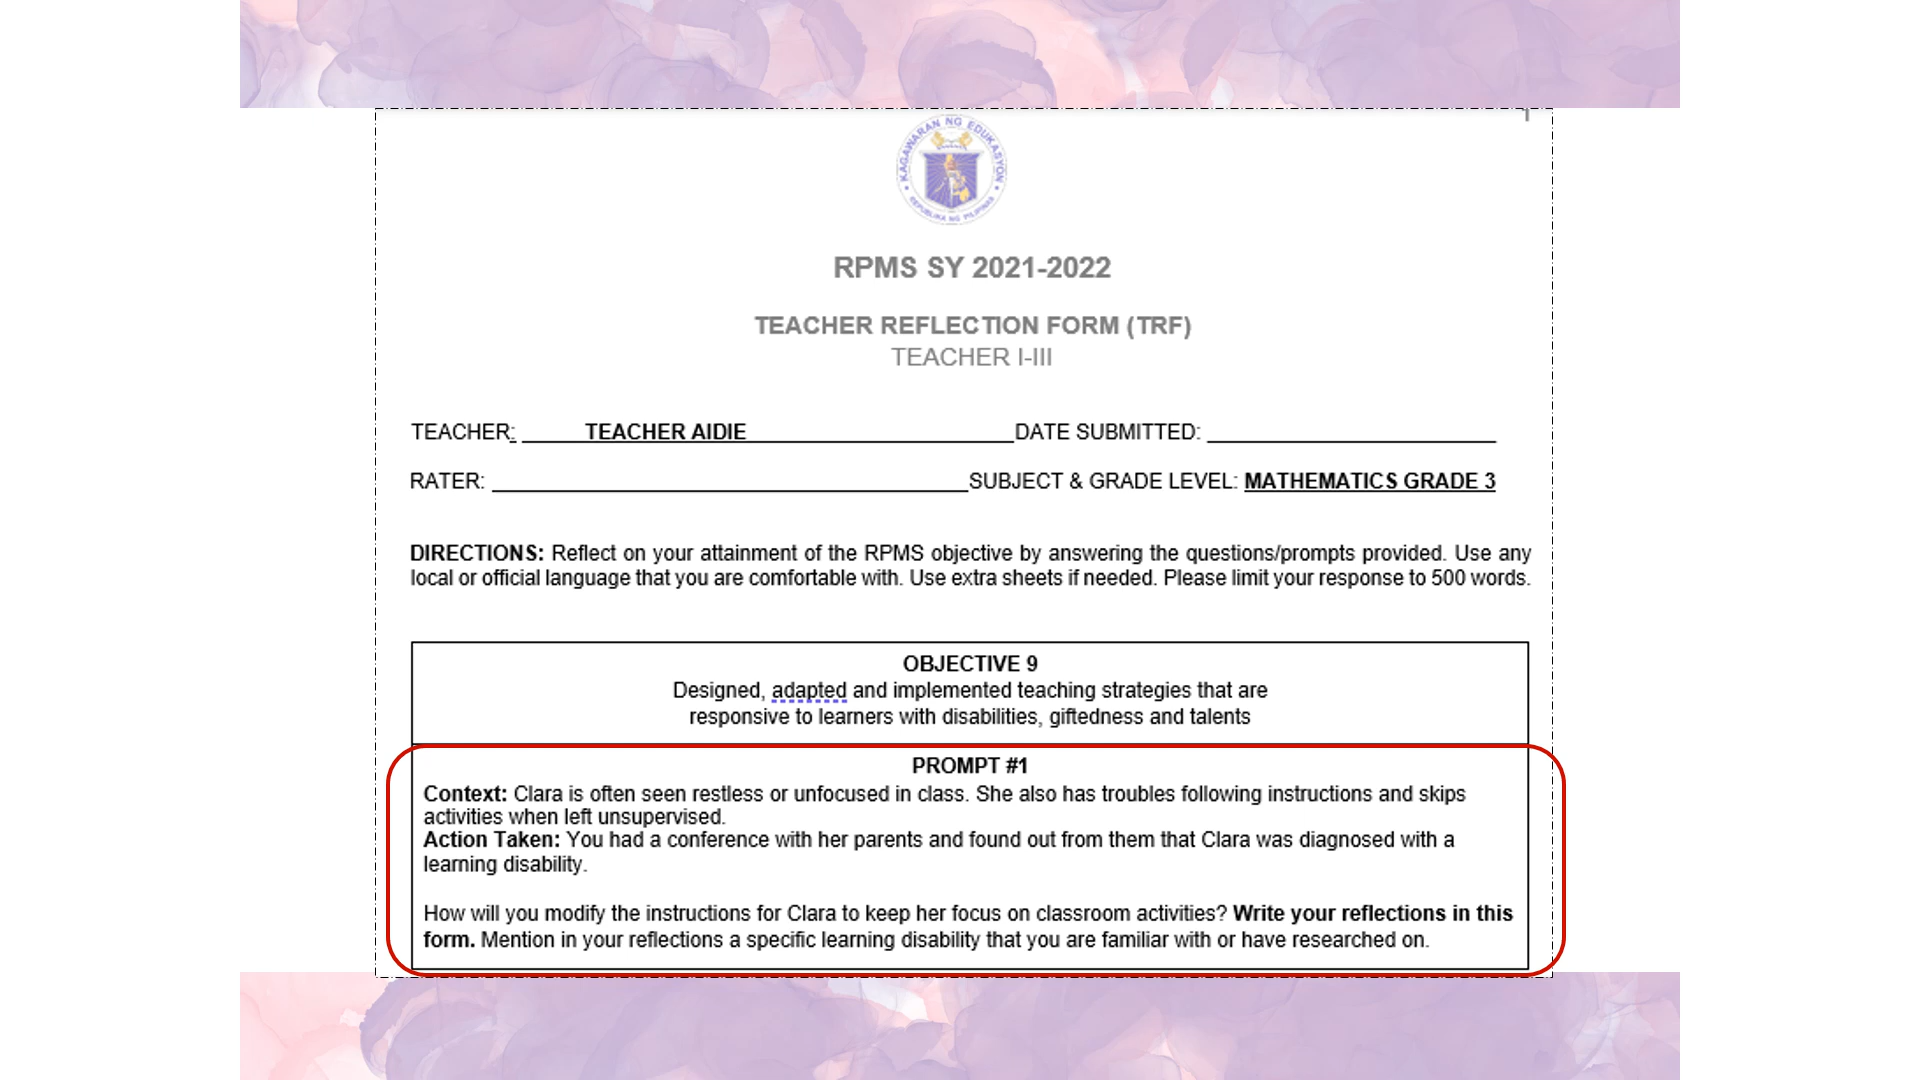 KAGAWARAN NG EDUKASYON
REPUBLIKA NG PILIPINAS
RPMS SY 2021-2022
TEACHER REFLECTION FORM (TRF)
TEACHER I-III
TEACHER: TEACHER AIDIE DATE SUBMITTED:
RATER: SUBJECT & GRADE LEVEL: MATHEMATICS GRADE 3
DIRECTIONS: Reflect on your attainment of the RPMS objective by answering the questions/prompts provided. Use any
local or official language that you are comfortable with. Use extra sheets if needed. Please limit your response to 500 words.
OBJECTIVE 9
Designed, adapted and implemented teaching strategies that are
responsive to learners with disabilities, giftedness and talents
PROMPT #1
Context: Clara is often seen restless or unfocused in class. She also has troubles following instructions and skips
activities when left unsupervised.
Action Taken: You had a conference with her parents and found out from them that Clara was diagnosed with a
learning disability.
How will you modify the instructions for Clara to keep her focus on classroom activities? Write your reflections in this
form. Mention in your reflections a specific learning disability that you are familiar with or have researched on.